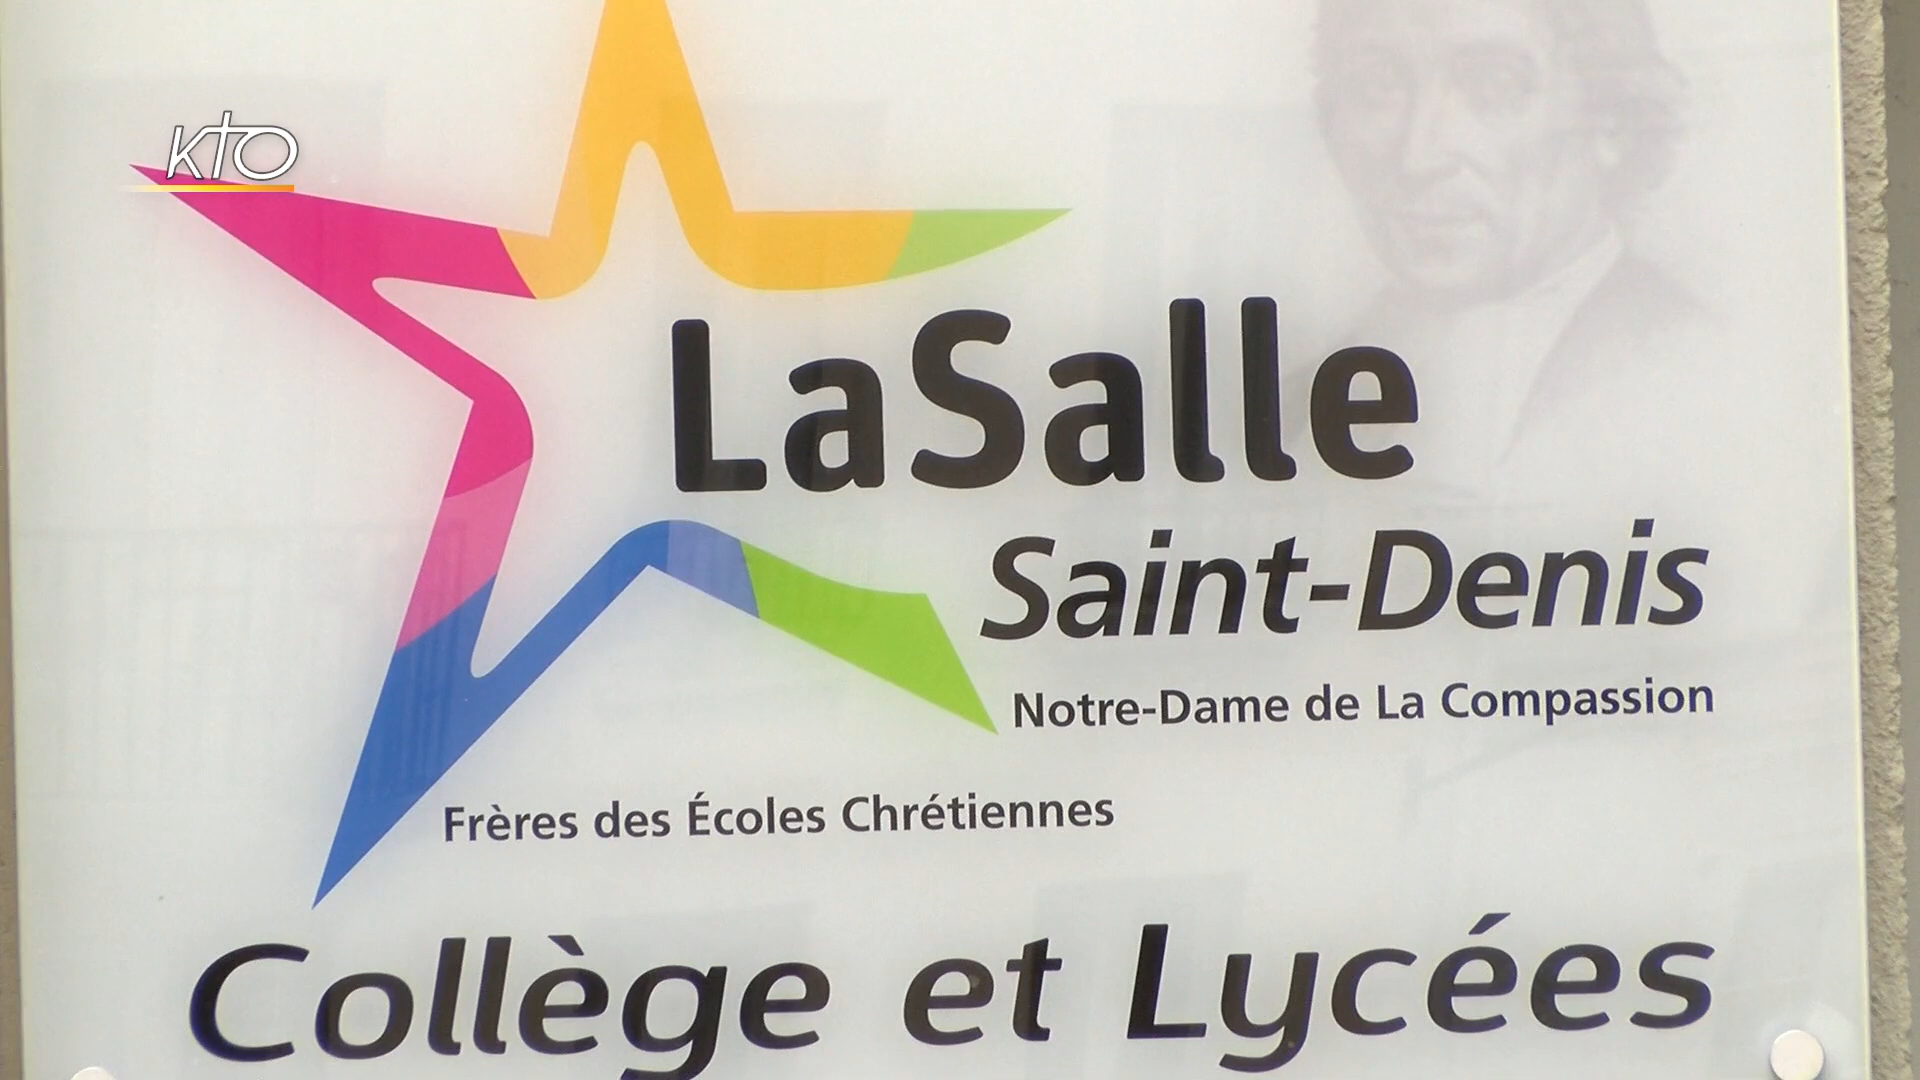 KTO
LaSalle
Saint-Denis
Notre-Dame de La Compassion
Frères des Écoles Chrétiennes
Collège et Lycées